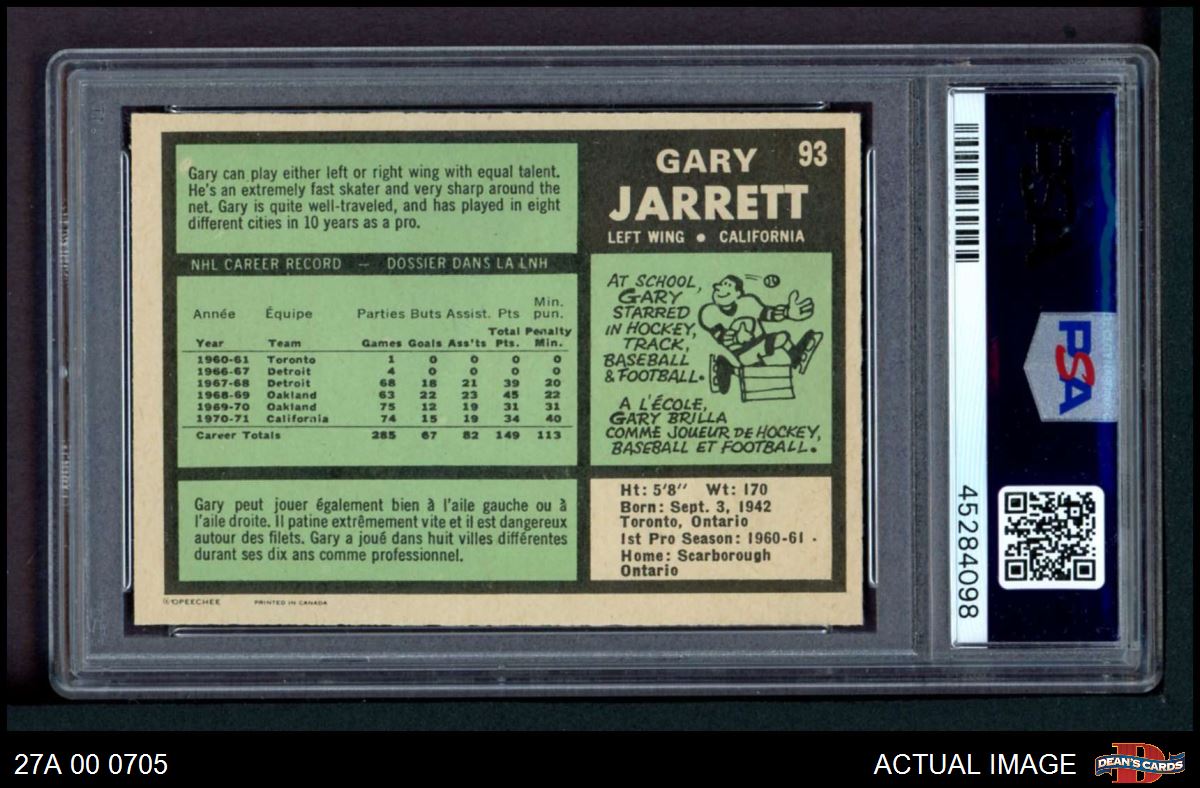 GARY 93
JARRETT
LEFT WING ● CALIFORNIA
Gary can play either left or right wing with equal talent.
He's an extremely fast skater and very sharp around the
net. Gary is quite well-traveled, and has played in eight
different cities in 10 years as a pro.
NHL CAREER RECORD — DOSSIER DANS LA LNH
Min.
Année Équipe Parties Buts Assist. Pts pun.
Total Penalty
Year Team Games Goals Ass'ts Pts. Min.
1960-61 Toronto 1 0 0 0 0
1966-67 Detroit 4 0 0 0 0
1967-68 Detroit 68 18 21 39 20
1968-69 Oakland 63 22 23 45 22
1969-70 Oakland 75 12 19 31 31
1970-71 California 74 15 19 34 40
Career Totals 285 67 82 149 113
Gary peut jouer également bien à l'aile gauche ou à
l'aile droite. Il patine extrêmement vite et il est dangereux
autour des filets. Gary a joué dans huit villes différentes
durant ses dix ans comme professionnel.
AT SCHOOL,
GARY
STARRED
IN HOCKEY,
TRACK,
BASEBALL
& FOOTBALL.
A L'ÉCOLE,
GARY BRILLA
COMME JOUEUR DE HOCKEY,
BASEBALL ET FOOTBALL.
Ht: 5'8" Wt: 170
Born: Sept. 3, 1942
Toronto, Ontario
1st Pro Season: 1960-61
Home: Scarborough
Ontario
© OPEECHEE PRINTED IN CANADA
PSA
PSA
45284098
27A 00 0705
ACTUAL IMAGE
D
DEAN'S CARDS